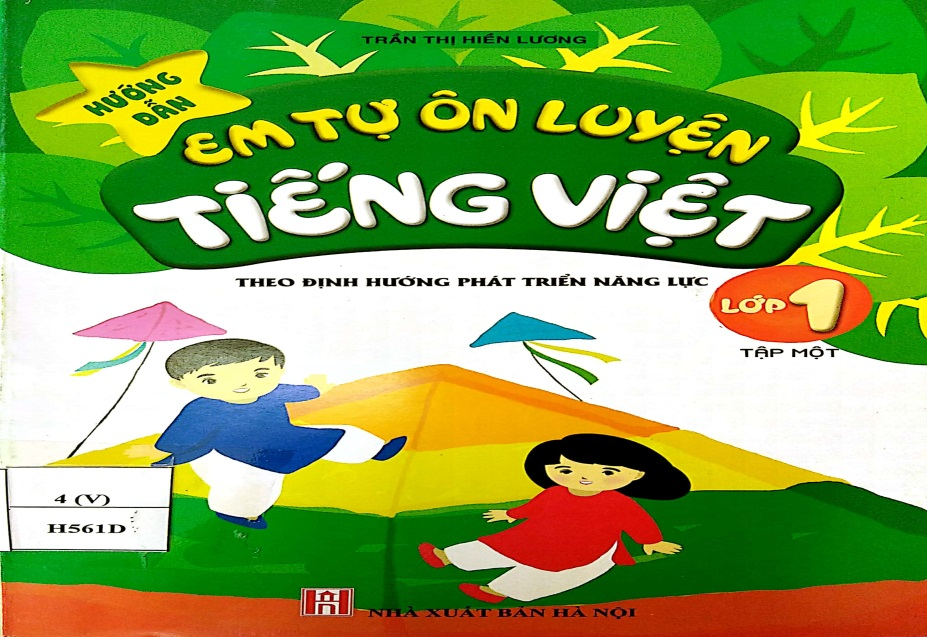 TRẦN THỊ HIỀN LƯƠNG
HƯỚNG
DẪN
EM TỰ ÔN LUYỆN
TIẾNG VIỆT
THEO ĐỊNH HƯỚNG PHÁT TRIỂN NĂNG LỰC
LỚP 1
TẬP MỘT
4 (V)
H561D
NHÀ XUẤT BẢN HÀ NỘI